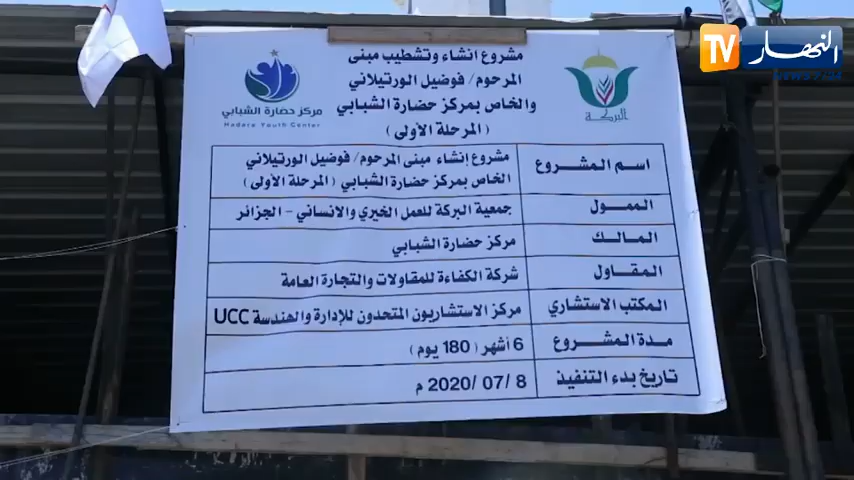 النهار TV
مشروع انشاء وتشطيب مبنى
المرحوم/ فوضيل الورتيلاني
والخاص بمركز حضارة الشبابي
(المرحلة الأولى)
البركة
مركز حضارة الشبابي
Hadara Youth Center
اسم المشروع مشروع إنشاء مبنى المرحوم/ فوضيل الورتيلاني
الخاص بمركز حضارة الشبابي (المرحلة الأولى)
الممول جمعية البركة للعمل الخيري والانساني - الجزائر
المالك مركز حضارة الشبابي
المقاول شركة الكفاءة للمقاولات والتجارة العامة
المكتب الاستشاري مركز الاستشاريون المتحدون للإدارة والهندسة UCC
مدة المشروع 6 أشهر (180 يوم)
تاريخ بدء التنفيذ 8 /07 /2020 م